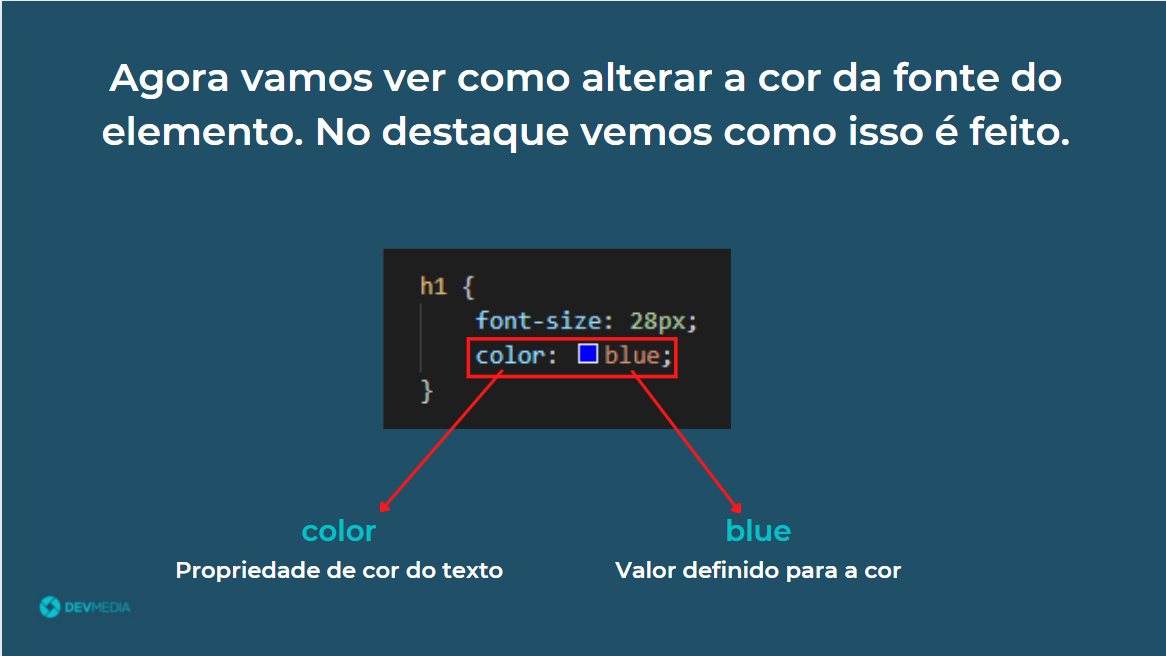 Agora vamos ver como alterar a cor da fonte do
elemento. No destaque vemos como isso é feito.
h1 {
font-size: 28px;
color: blue;
}
color
Propriedade de cor do texto
blue
Valor definido para a cor
DEVMEDIA